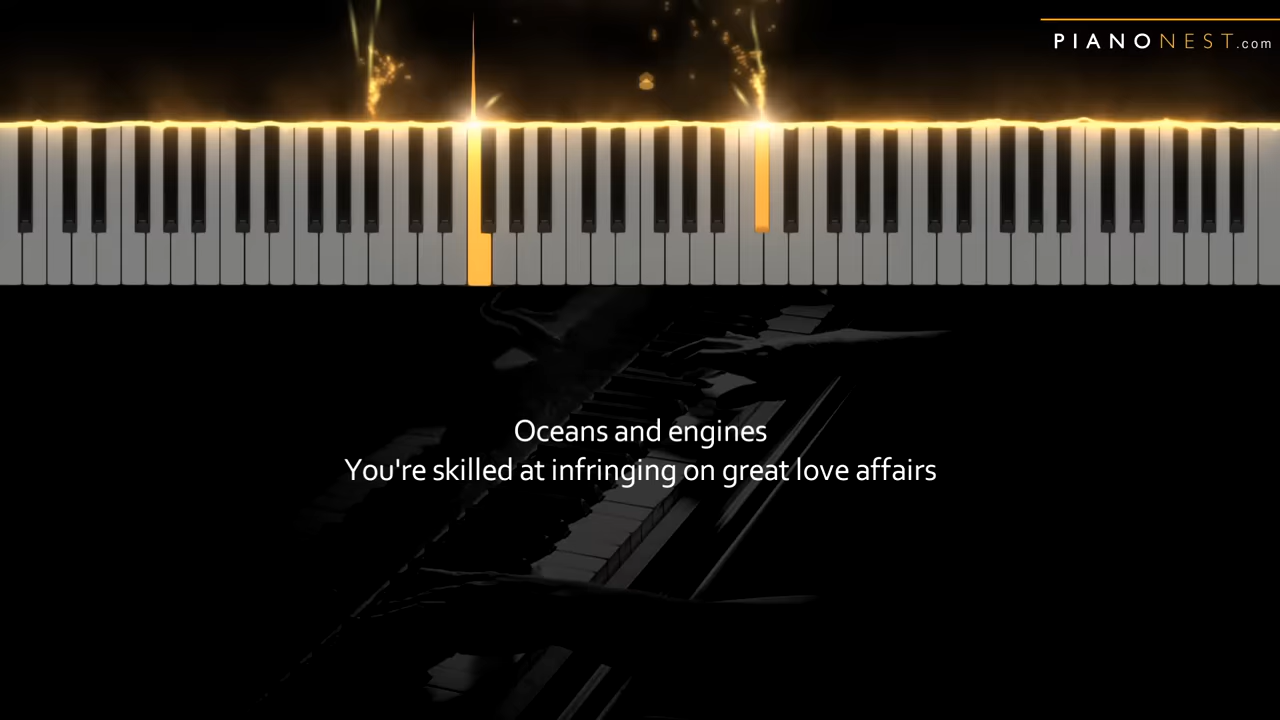 PIANONEST.com
Oceans and engines
You're skilled at infringing on great love affairs